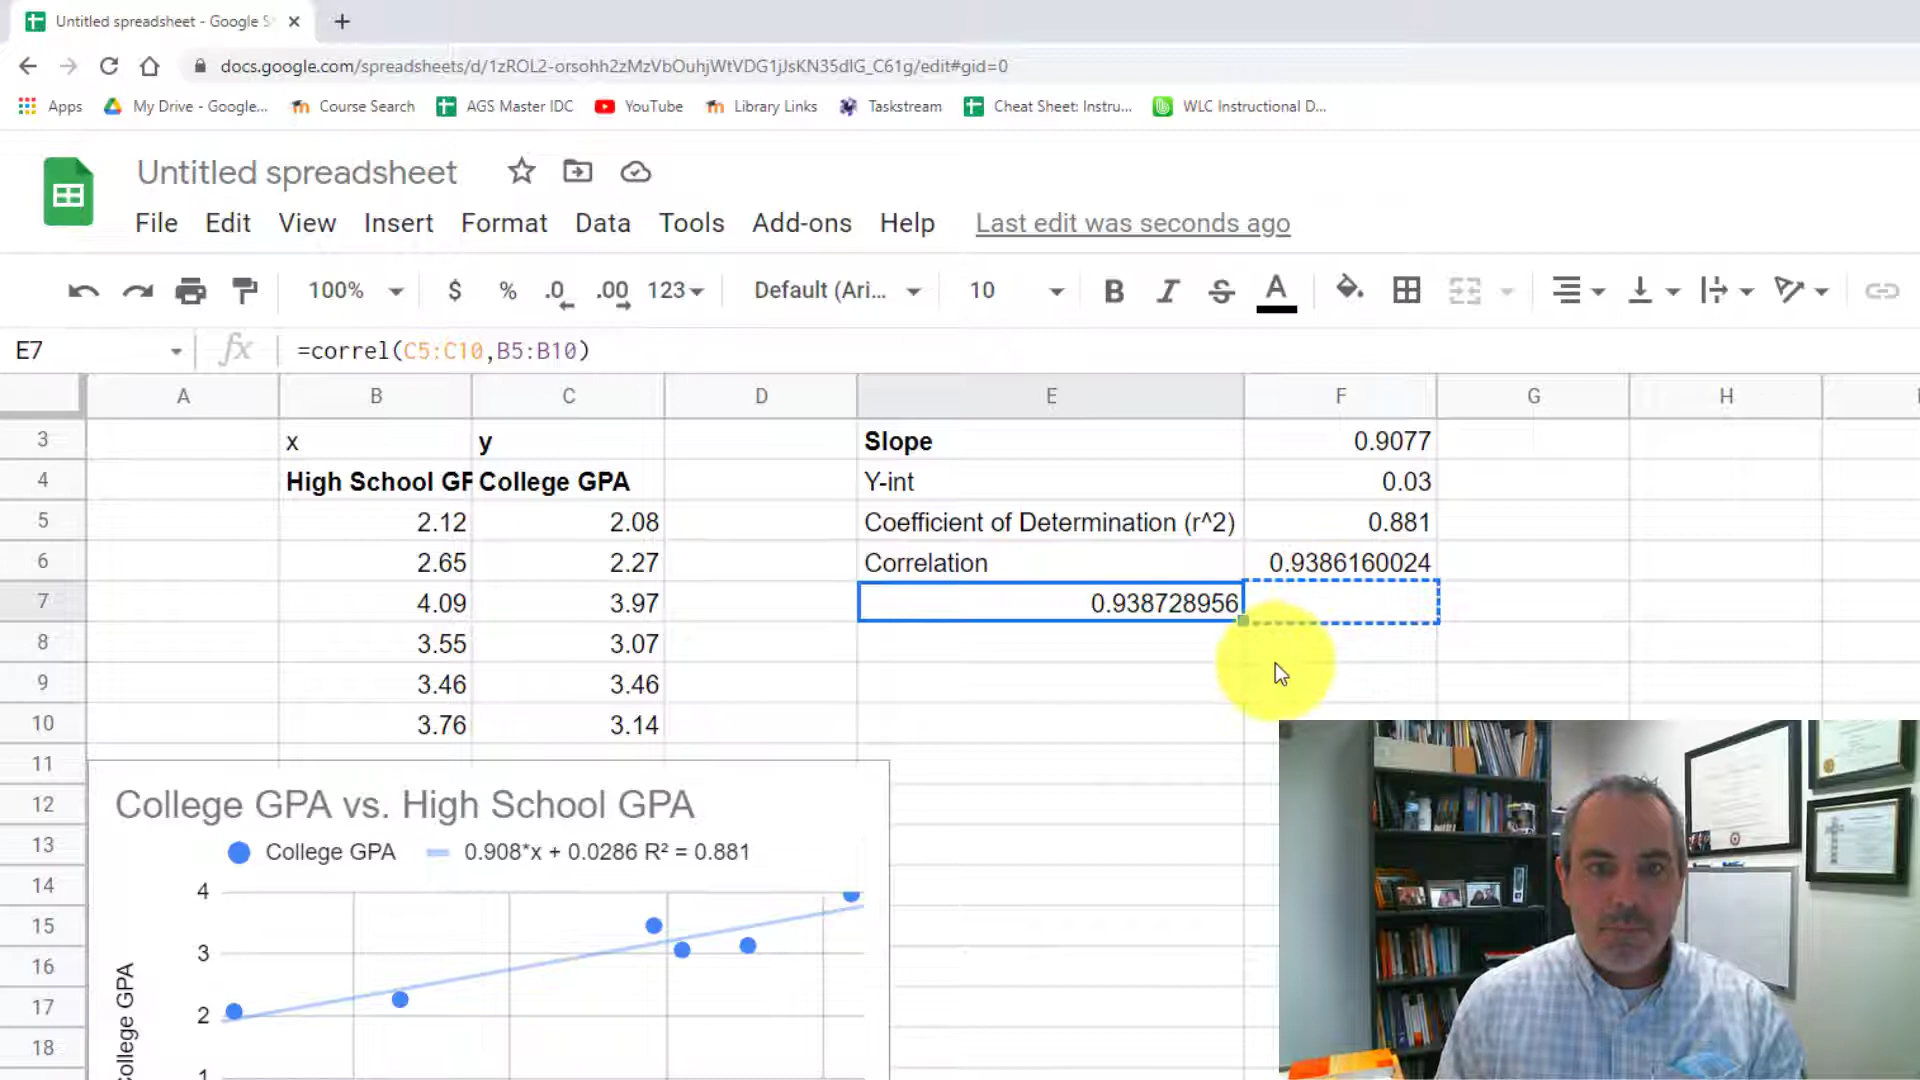 Untitled spreadsheet - Google S
docs.google.com/spreadsheets/d/1zROL2-orsohh2zMzVbOuhjWtVDG1jJsKN35dIG_C61g/edit#gid=0
Apps My Drive - Google... Course Search AGS Master IDC YouTube Library Links Taskstream Cheat Sheet: Instru... WLC Instructional D...
Untitled spreadsheet
File Edit View Insert Format Data Tools Add-ons Help Last edit was seconds ago
100% $ % .0 .00 123 Default (Ari... 10 B I S A
E7 fx =correl(C5:C10,B5:B10)
A B C D E F G H
3 x y Slope 0.9077
4 High School GP College GPA Y-int 0.03
5 2.12 2.08 Coefficient of Determination (r^2) 0.881
6 2.65 2.27 Correlation 0.9386160024
7 4.09 3.97 0.938728956
8 3.55 3.07
9 3.46 3.46
10 3.76 3.14
11
12 College GPA vs. High School GPA
13 College GPA 0.908*x + 0.0286 R² = 0.881
14 4
15
16 3
17 2
18 1
College GPA